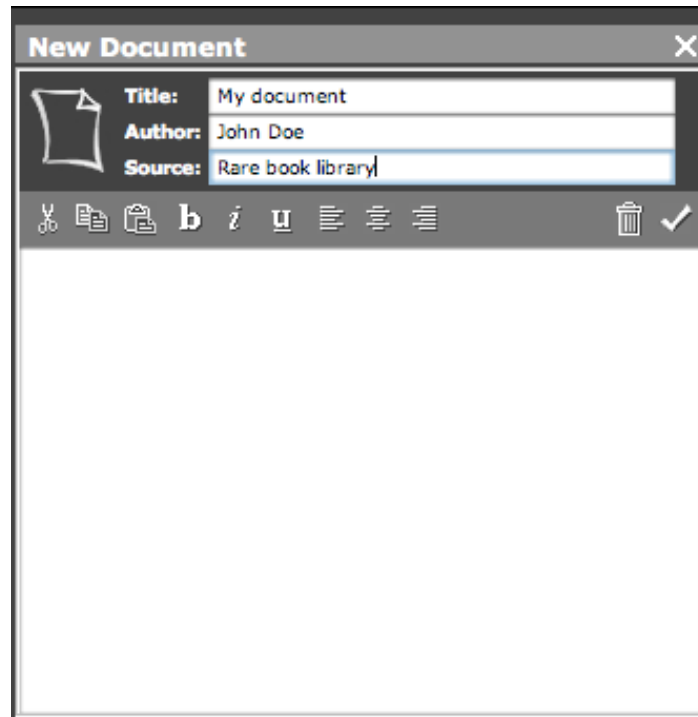 New Document
Title: My document
Author: John Doe
Source: Rare book library
b i u